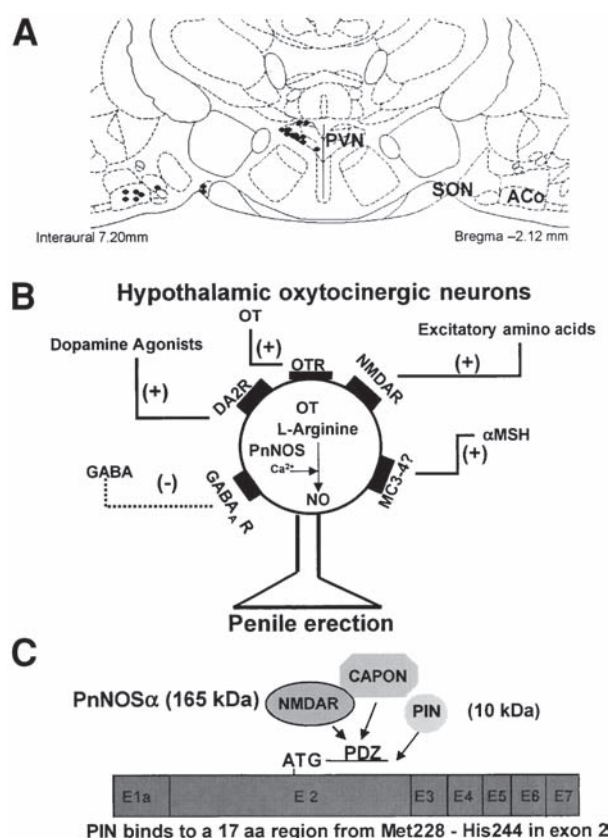 A
PVN
SON
ACo
Interaural 7.20mm
Bregma –2.12 mm
B
Hypothalamic oxytocinergic neurons
OT
Dopamine Agonists
Excitatory amino acids
(+)
(+)
(+)
OTR
DA2R
NMDAR
OT
L-Arginine
PnNOS
Ca²⁺
NO
αMSH
(+)
MC3-4?
GABA
(-)
GABA A R
Penile erection
C
CAPON
PnNOSα (165 kDa)
NMDAR
PIN
(10 kDa)
ATG
PDZ
E1a
E 2
E3
E4
E5
E6
E7
PIN binds to a 17 aa region from Met228 - His244 in exon 2